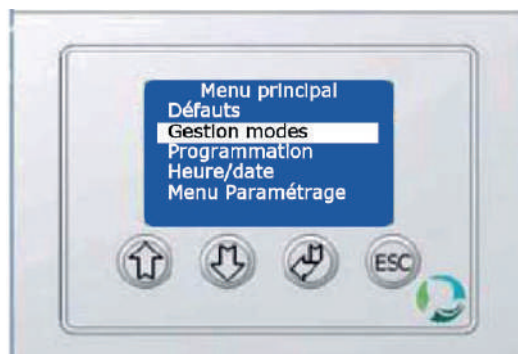 Menu principal
Défauts
Gestion modes
Programmation
Heure/date
Menu Paramétrage
ESC